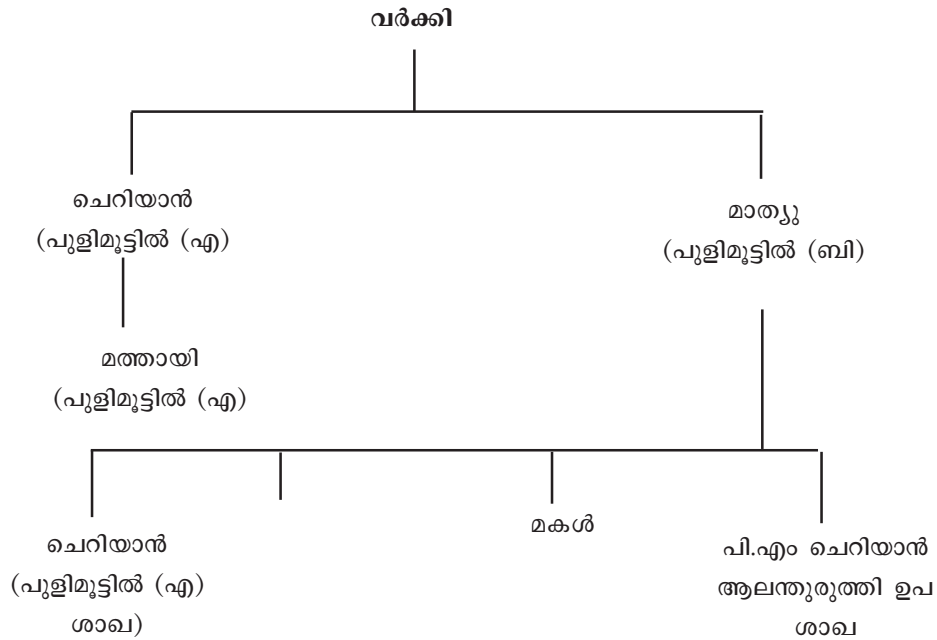 വർക്കി
ചെറിയാൻ
(പുളിമൂട്ടിൽ (എ)
മാത്യു
(പുളിമൂട്ടിൽ (ബി)
മത്തായി
(പുളിമൂട്ടിൽ (എ)
ചെറിയാൻ
(പുളിമൂട്ടിൽ (എ)
ശാഖ)
മകൾ
പി.എം ചെറിയാൻ
ആലന്തുരുത്തി ഉപ
ശാഖ